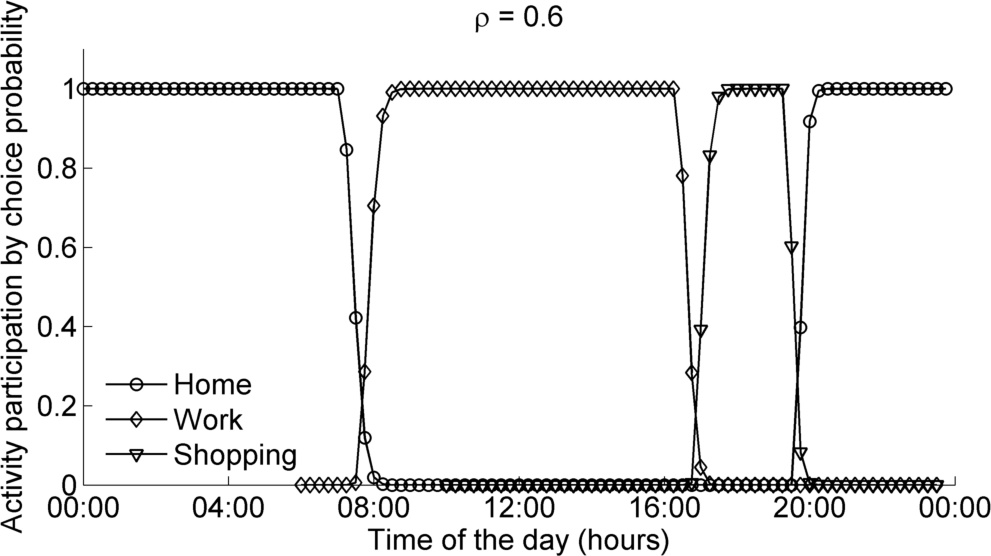 ρ = 0.6
Activity participation by choice probability
1
0.8
0.6
0.4
0.2
0
Home
Work
Shopping
00:00 04:00 08:00 12:00 16:00 20:00 00:00
Time of the day (hours)